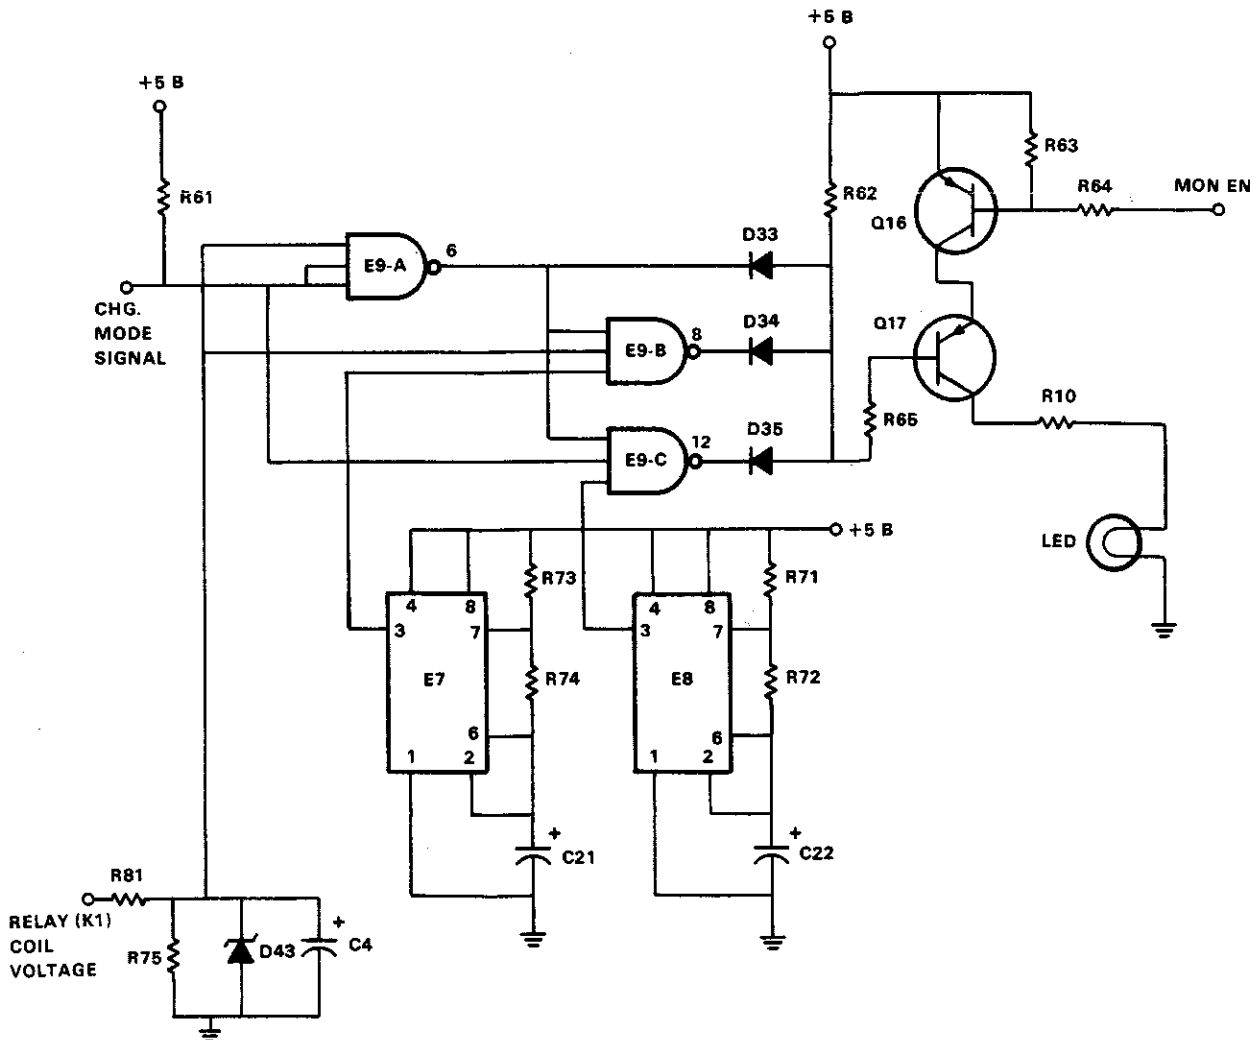 +5 B
+5 B
R61
R62
R63
R64
MON EN
Q16
E9-A
6
D33
CHG.
MODE
SIGNAL
E9-B
8
D34
Q17
E9-C
12
D35
R65
R10
+5 B
LED
R73
R71
4
8
3
7
E7
R74
6
1
2
4
8
3
7
E8
R72
6
1
2
+
C21
+
C22
R81
RELAY (K1)
COIL
VOLTAGE
R75
D43
+
C4